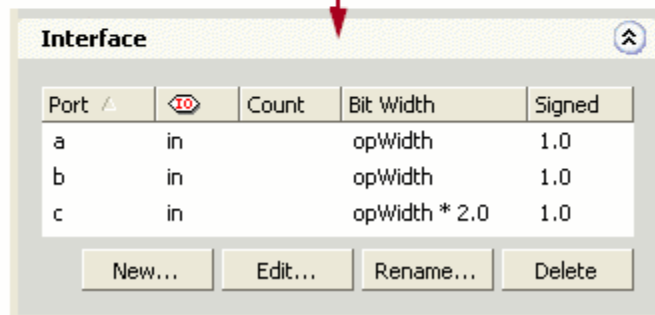 Interface
Port IO Count Bit Width Signed
a in opWidth 1.0
b in opWidth 1.0
c in opWidth * 2.0 1.0
New... Edit... Rename... Delete